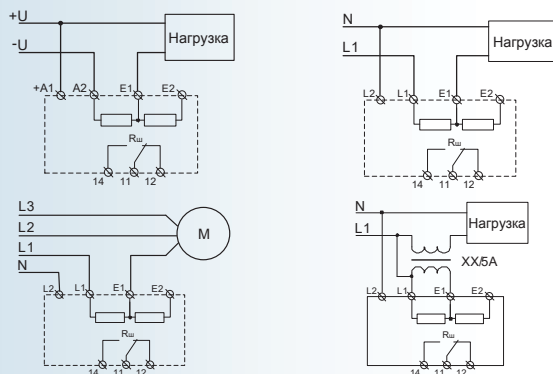 +U
-U
Нагрузка
+A1 A2 E1 E2
Rш
14 11 12
N
L1
Нагрузка
L2 L1 E1 E2
Rш
14 11 12
L3
L2
L1
N
M
L2 L1 E1 E2
Rш
14 11 12
N
L1
Нагрузка
XX/5A
L2 L1 E1 E2
Rш
14 11 12